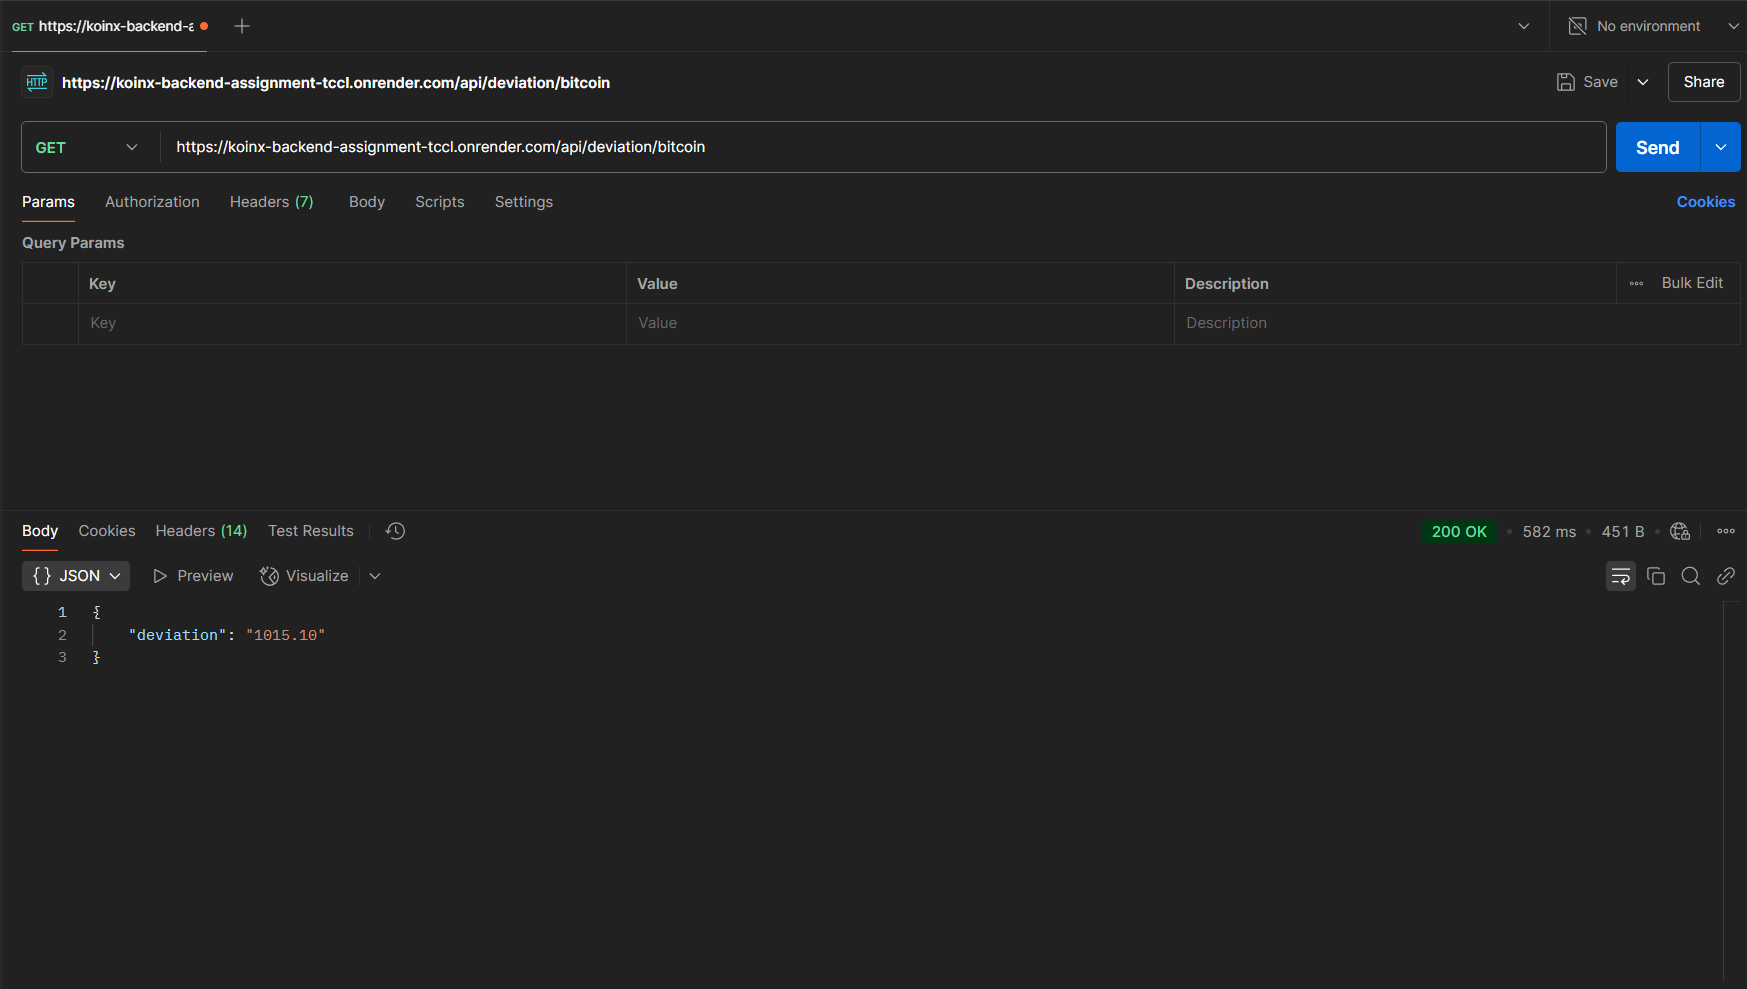 GET https://koinx-backend-a
No environment
HTTP https://koinx-backend-assignment-tccl.onrender.com/api/deviation/bitcoin Save Share
GET https://koinx-backend-assignment-tccl.onrender.com/api/deviation/bitcoin Send
Params Authorization Headers (7) Body Scripts Settings Cookies
Query Params
Key Value Description Bulk Edit
Key Value Description
Body Cookies Headers (14) Test Results 200 OK • 582 ms • 451 B •
{} JSON Preview Visualize
1 {
2 "deviation": "1015.10"
3 }